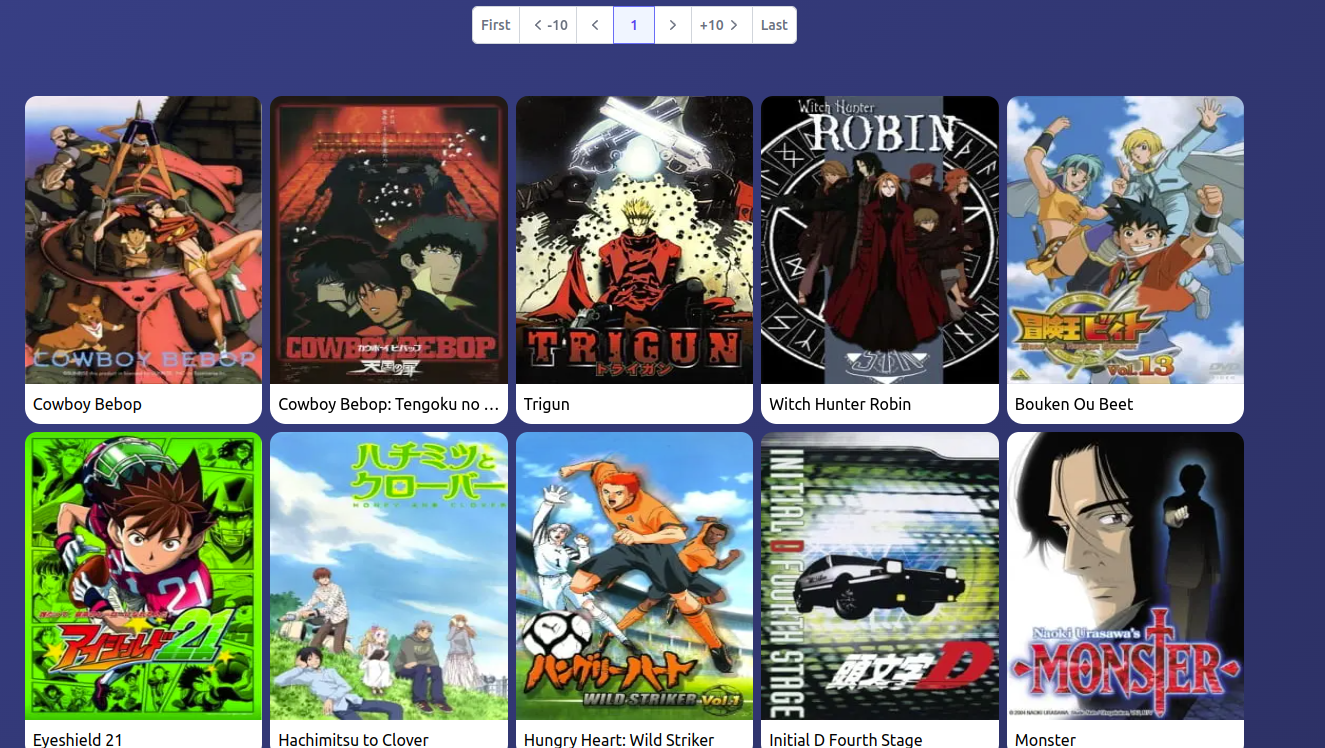 First < -10 < 1 > +10 > Last
COWBOY BEBOP
Cowboy Bebop
COWBOY BEBOP
カウボーイビバップ
天国の扉
Cowboy Bebop: Tengoku no ...
TRIGUN
トライガン
Trigun
Witch Hunter
ROBIN
Witch Hunter Robin
冒険王ビィト
Vol.13
DVD
VIDEO
Bouken Ou Beet
21
アイシールド21
Eyeshield 21
ハチミツと
クローバー
HONEY AND CLOVER
Hachimitsu to Clover
ハングリーハート
WILD STRIKER Vol.1
Hungry Heart: Wild Striker
INITIAL D FOURTH STAGE
頭文字D
Initial D Fourth Stage
Naoki Urasawa's
MONSTER
Monster